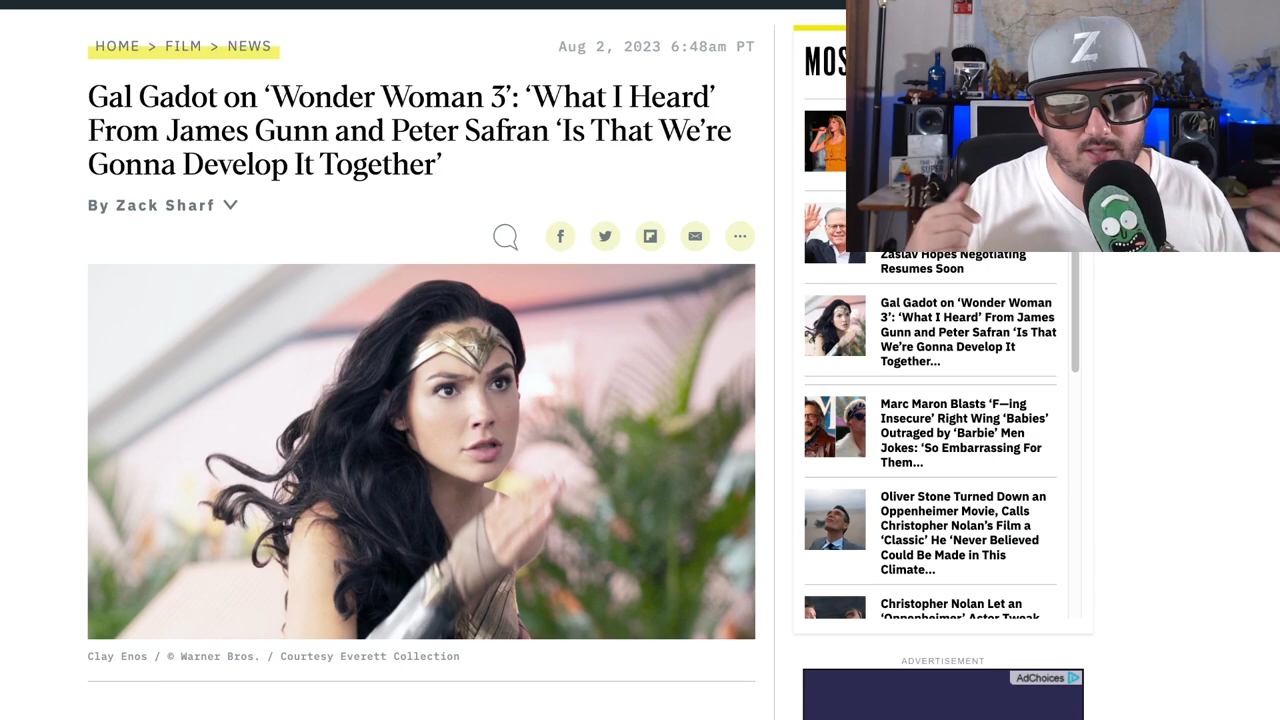 HOME > FILM > NEWS
Aug 2, 2023 6:48am PT
Gal Gadot on ‘Wonder Woman 3’: ‘What I Heard’
From James Gunn and Peter Safran ‘Is That We’re
Gonna Develop It Together’
By Zack Sharf
Clay Enos / © Warner Bros. / Courtesy Everett Collection
MOS
Z
Zaslav Hopes Negotiating
Resumes Soon
Gal Gadot on ‘Wonder Woman
3’: ‘What I Heard’ From James
Gunn and Peter Safran ‘Is That
We’re Gonna Develop It
Together...
Marc Maron Blasts ‘F—ing
Insecure’ Right Wing ‘Babies’
Outraged by ‘Barbie’ Men
Jokes: ‘So Embarrassing For
Them...
Oliver Stone Turned Down an
Oppenheimer Movie, Calls
Christopher Nolan’s Film a
‘Classic’ He ‘Never Believed
Could Be Made in This
Climate...
Christopher Nolan Let an
‘Oppenheimer’ Actor Tweak
ADVERTISEMENT
AdChoices